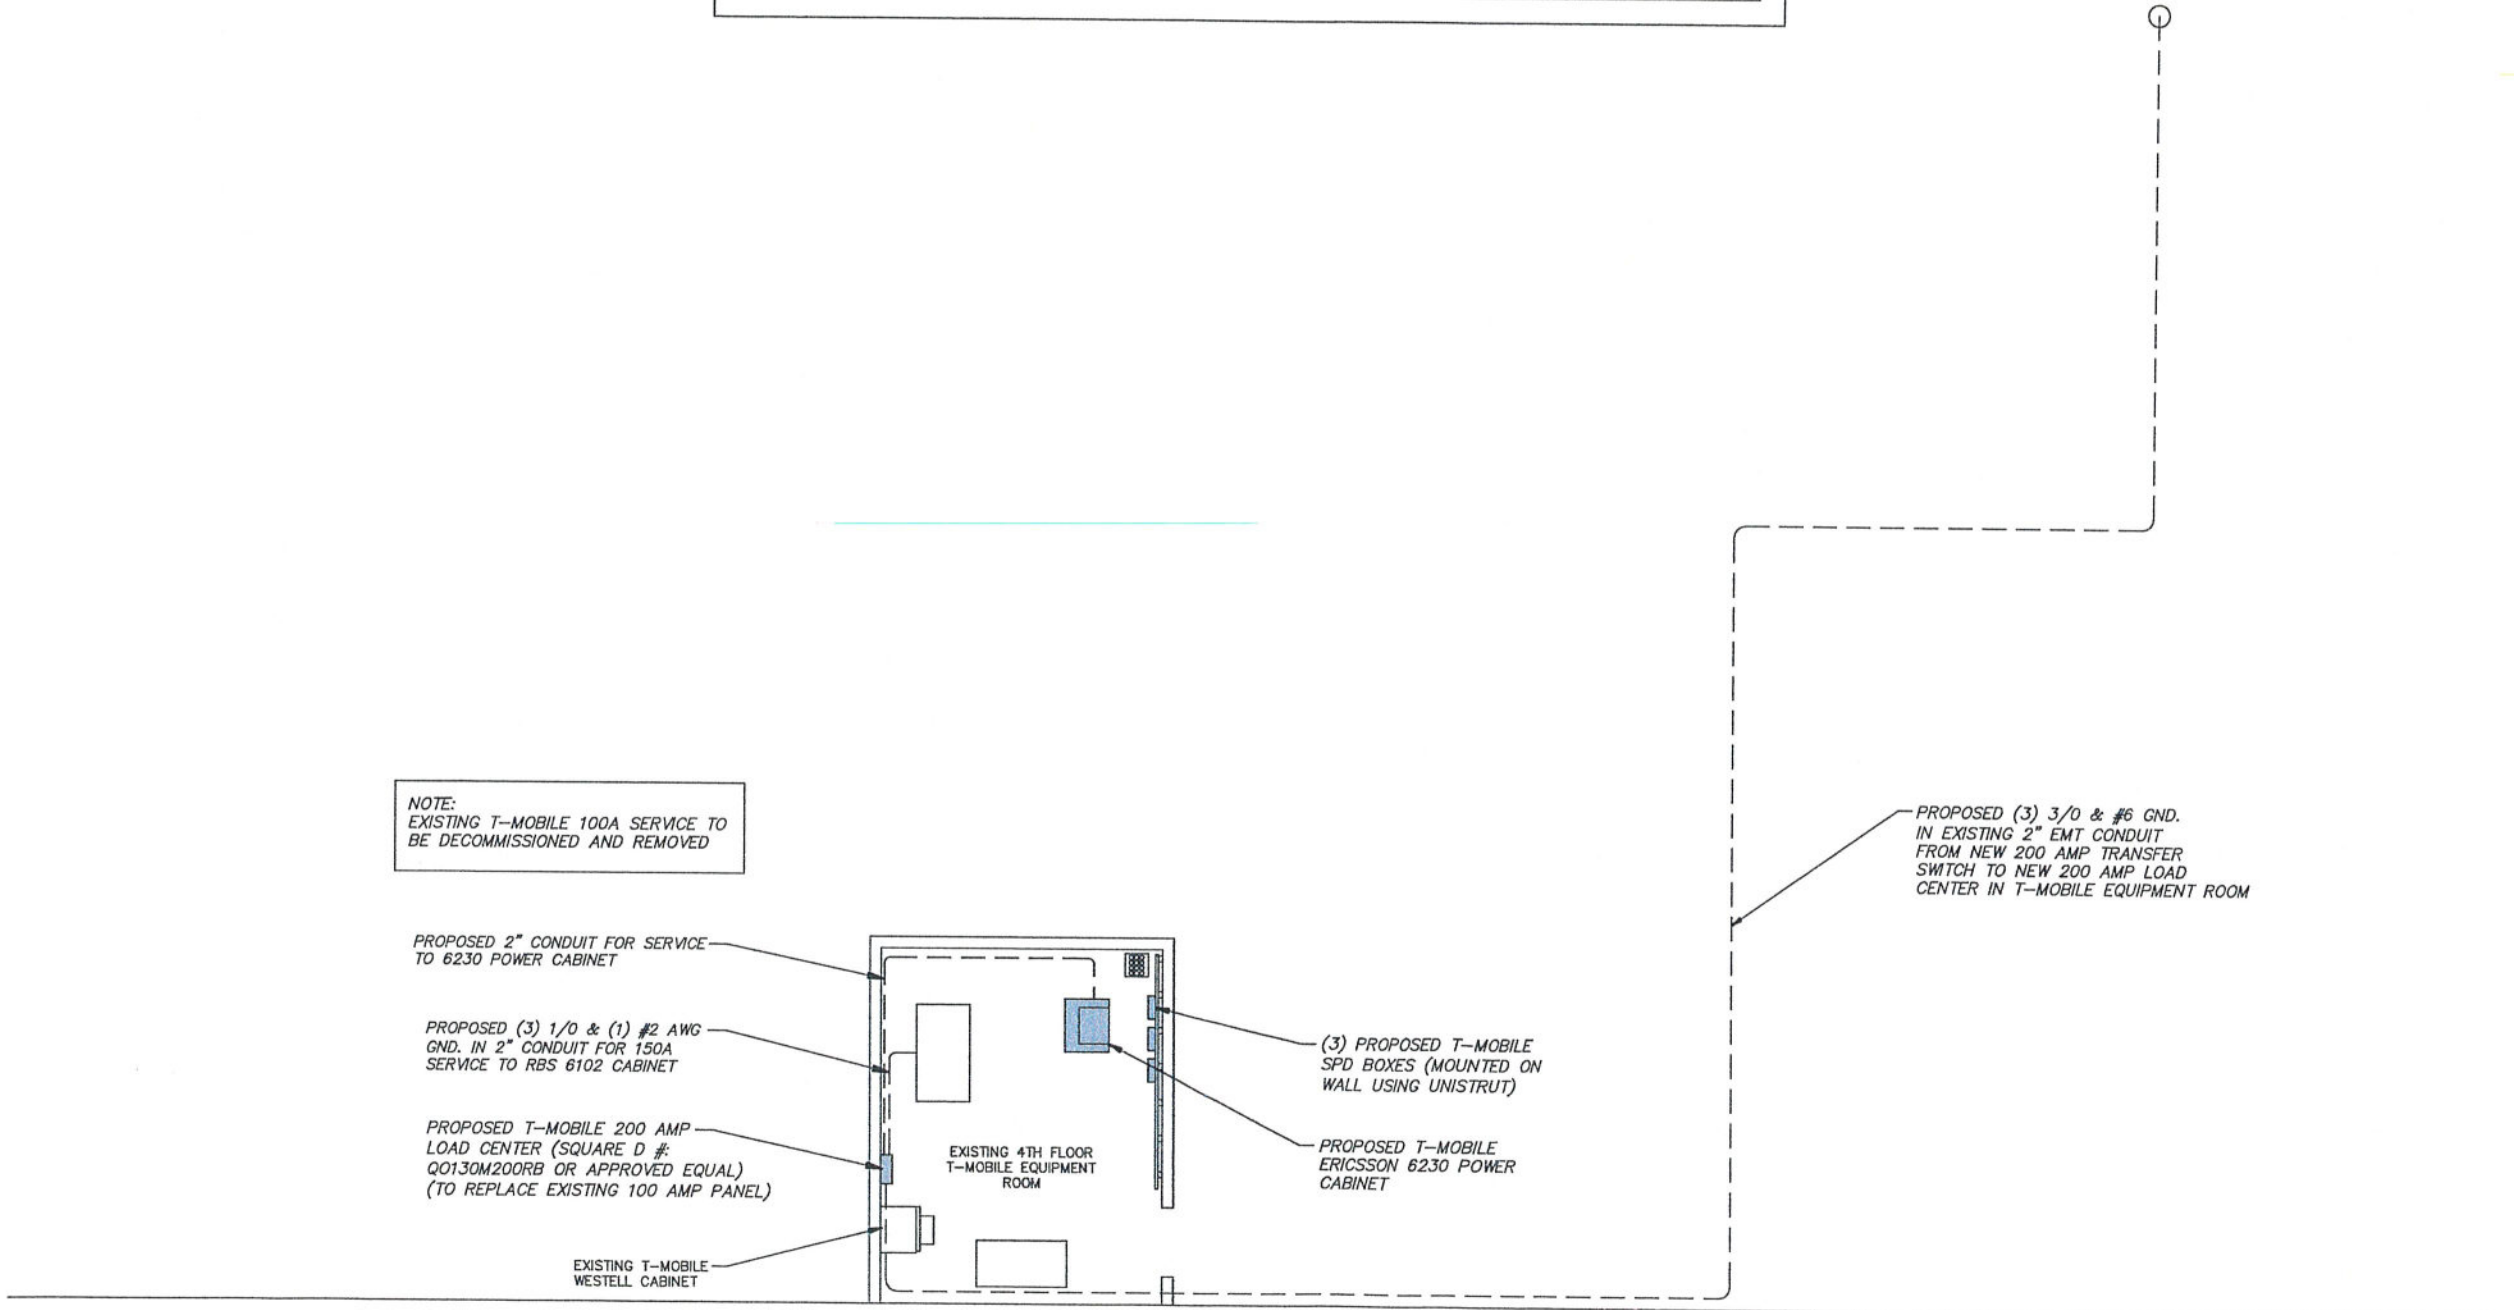 NOTE:
EXISTING T-MOBILE 100A SERVICE TO
BE DECOMMISSIONED AND REMOVED
PROPOSED 2" CONDUIT FOR SERVICE
TO 6230 POWER CABINET
PROPOSED (3) 1/0 & (1) #2 AWG
GND. IN 2" CONDUIT FOR 150A
SERVICE TO RBS 6102 CABINET
PROPOSED T-MOBILE 200 AMP
LOAD CENTER (SQUARE D #:
QO130M200RB OR APPROVED EQUAL)
(TO REPLACE EXISTING 100 AMP PANEL)
EXISTING T-MOBILE
WESTELL CABINET
EXISTING 4TH FLOOR
T-MOBILE EQUIPMENT
ROOM
(3) PROPOSED T-MOBILE
SPD BOXES (MOUNTED ON
WALL USING UNISTRUT)
PROPOSED T-MOBILE
ERICSSON 6230 POWER
CABINET
PROPOSED (3) 3/0 & #6 GND.
IN EXISTING 2" EMT CONDUIT
FROM NEW 200 AMP TRANSFER
SWITCH TO NEW 200 AMP LOAD
CENTER IN T-MOBILE EQUIPMENT ROOM